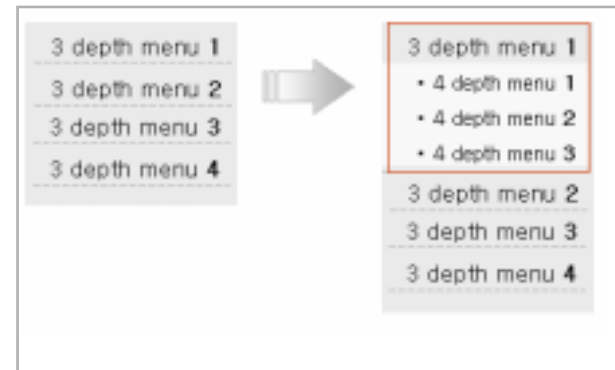 3 depth menu 1
3 depth menu 2
3 depth menu 3
3 depth menu 4
3 depth menu 1
• 4 depth menu 1
• 4 depth menu 2
• 4 depth menu 3
3 depth menu 2
3 depth menu 3
3 depth menu 4